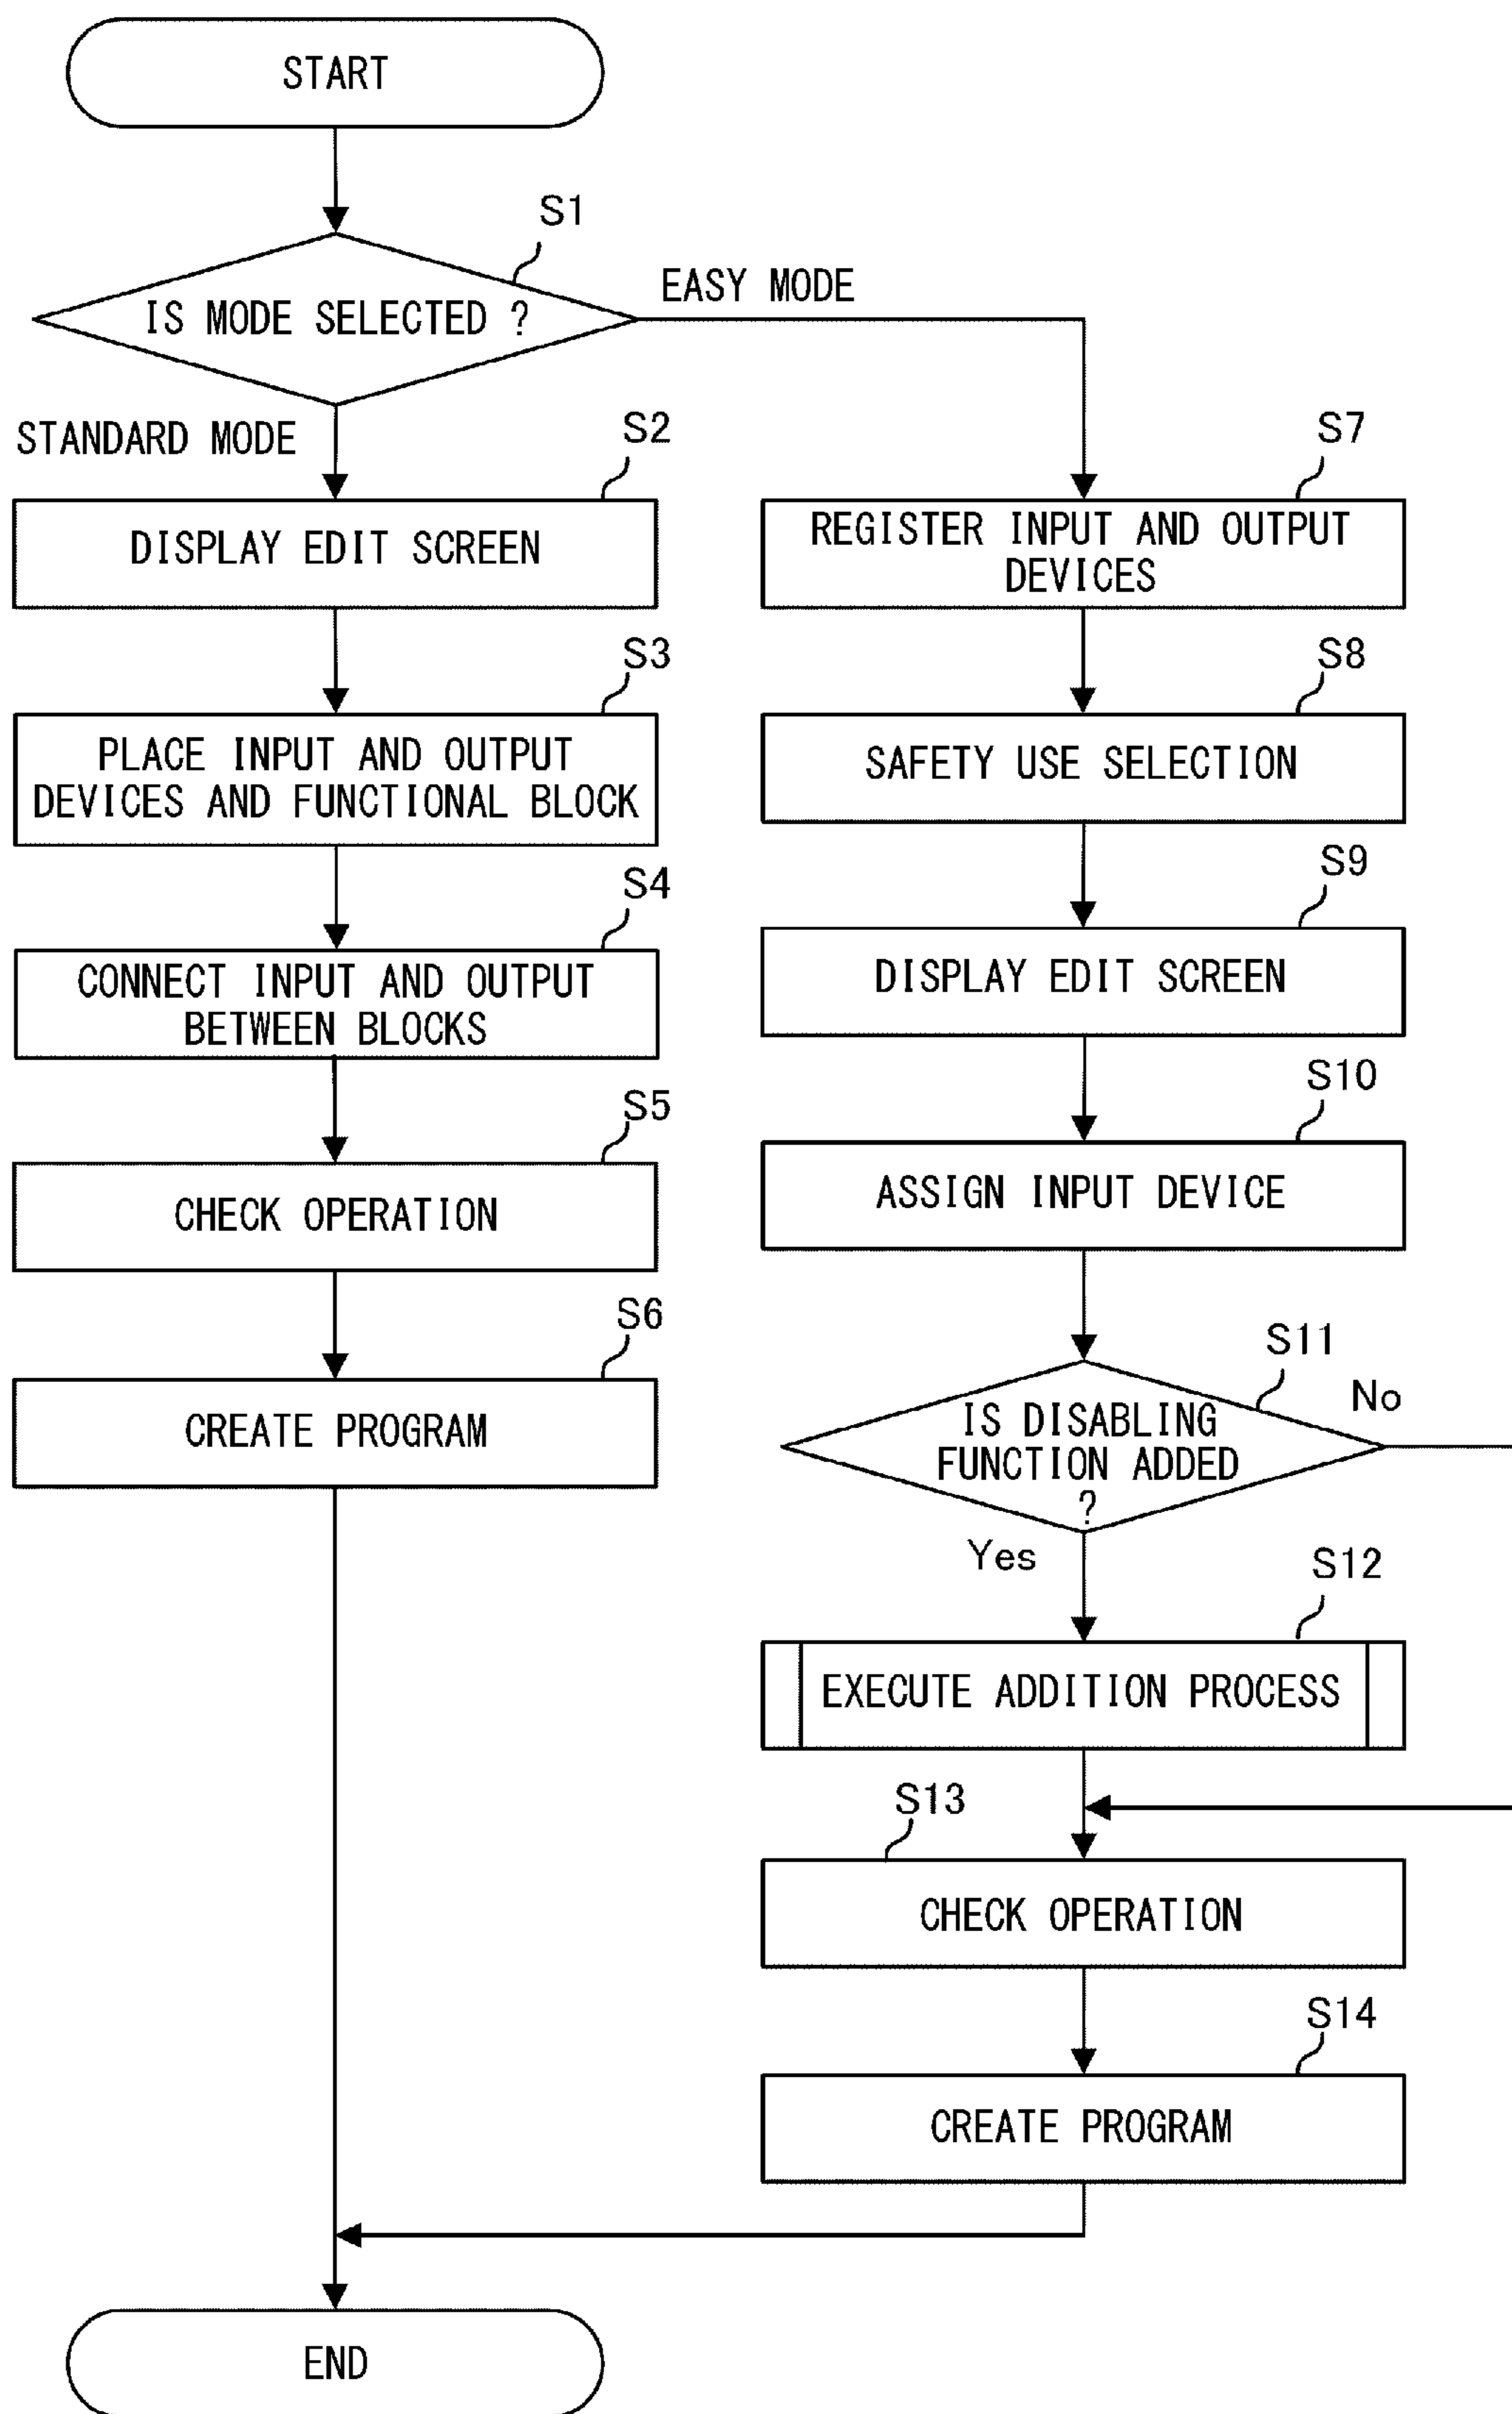 START
S1
IS MODE SELECTED ?
EASY MODE
STANDARD MODE
S2
DISPLAY EDIT SCREEN
S3
PLACE INPUT AND OUTPUT
DEVICES AND FUNCTIONAL BLOCK
S4
CONNECT INPUT AND OUTPUT
BETWEEN BLOCKS
S5
CHECK OPERATION
S6
CREATE PROGRAM
S7
REGISTER INPUT AND OUTPUT
DEVICES
S8
SAFETY USE SELECTION
S9
DISPLAY EDIT SCREEN
S10
ASSIGN INPUT DEVICE
S11
IS DISABLING
FUNCTION ADDED
?
No
Yes
S12
EXECUTE ADDITION PROCESS
S13
CHECK OPERATION
S14
CREATE PROGRAM
END